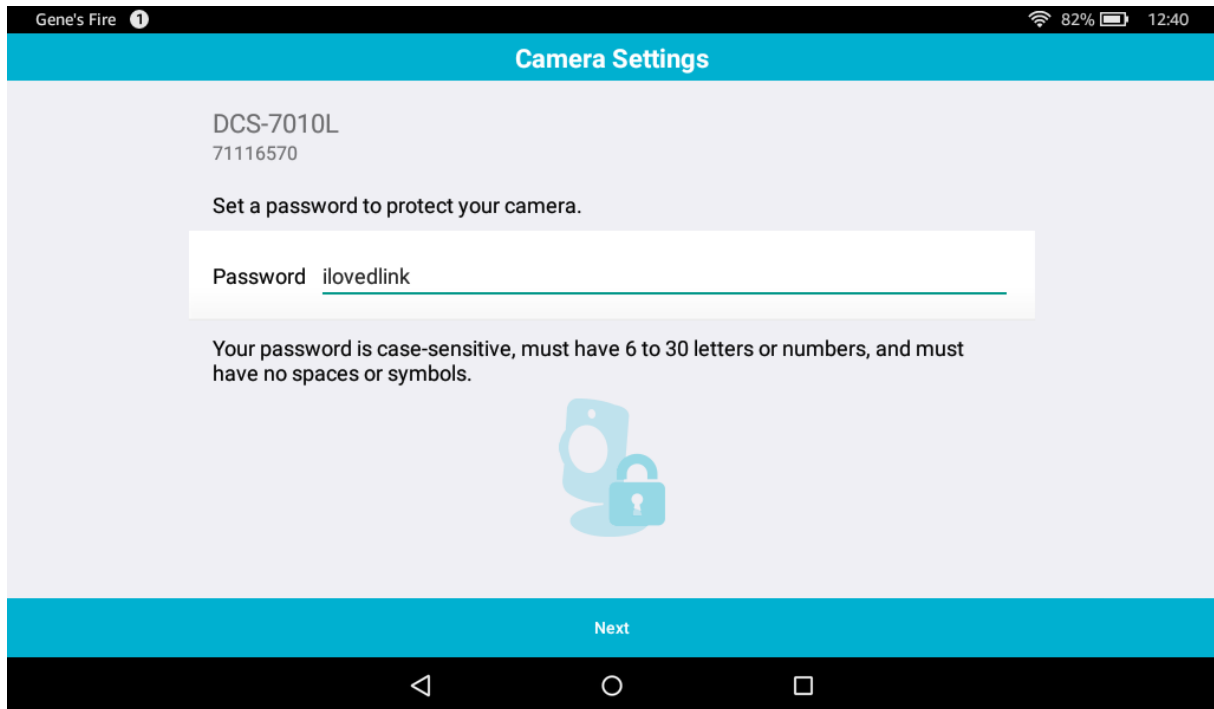 Gene's Fire 1 82% 12:40
Camera Settings
DCS-7010L
71116570
Set a password to protect your camera.
Password ilovedlink
Your password is case-sensitive, must have 6 to 30 letters or numbers, and must
have no spaces or symbols.
Next